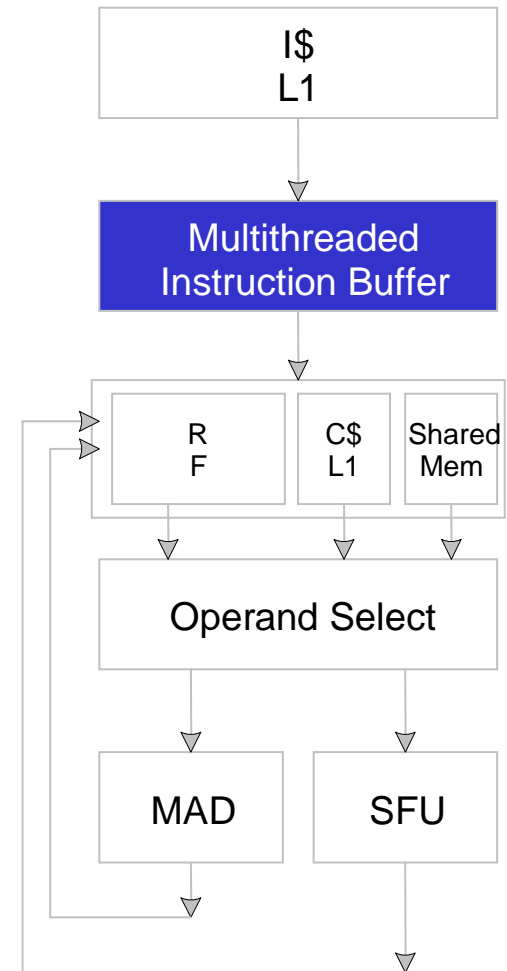 I$
L1
Multithreaded
Instruction Buffer
R
F
C$
L1
Shared
Mem
Operand Select
MAD
SFU